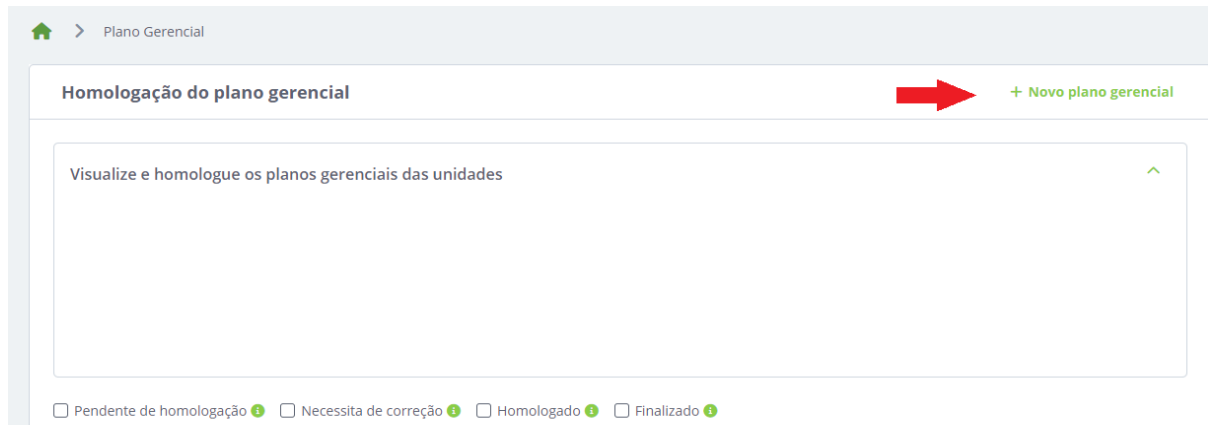 Plano Gerencial
Homologação do plano gerencial
+ Novo plano gerencial
Visualize e homologue os planos gerenciais das unidades
Pendente de homologação Necessita de correção Homologado Finalizado